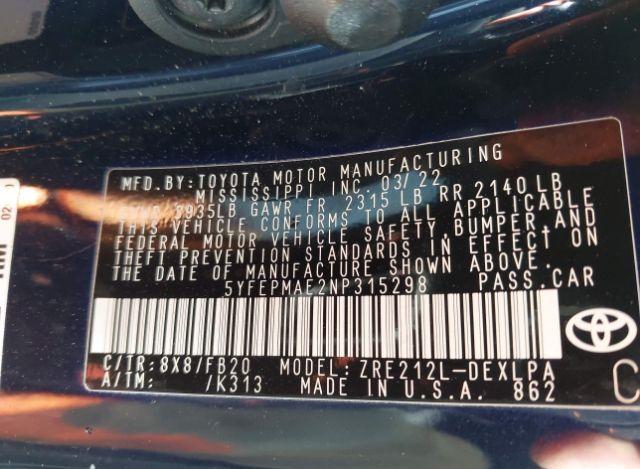 MFD. BY: TOYOTA MOTOR MANUFACTURING
MISSISSIPPI INC. 03/22
3935LB GAWR FR 2315 LB RR 2140 LB
THIS VEHICLE CONFORMS TO ALL APPLICABLE
FEDERAL MOTOR VEHICLE SAFETY, BUMPER, AND
THEFT PREVENTION STANDARDS IN EFFECT ON
THE DATE OF MANUFACTURE SHOWN ABOVE.
5YFEPMAE2NP315298 PASS. CAR
C/TR: 8X8/FB20 MODEL: ZRE212L-DEXLPA
A/TM: /K313 MADE IN U.S.A. 862
C
02